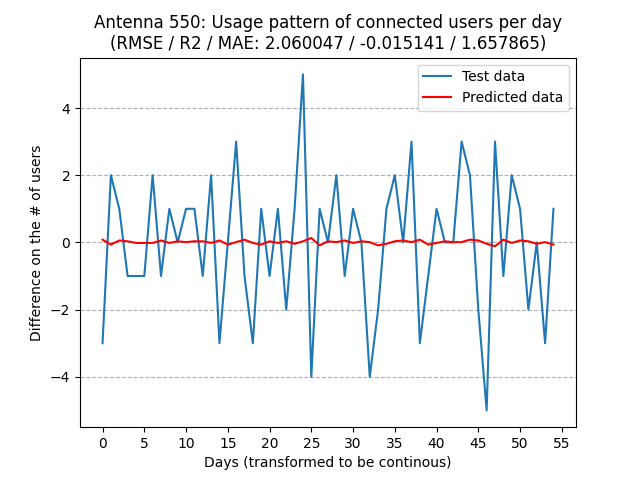 Antenna 550: Usage pattern of connected users per day
(RMSE / R2 / MAE: 2.060047 / -0.015141 / 1.657865)
Test data
Predicted data
4
2
0
−2
−4
Difference on the # of users
0 5 10 15 20 25 30 35 40 45 50 55
Days (transformed to be continous)